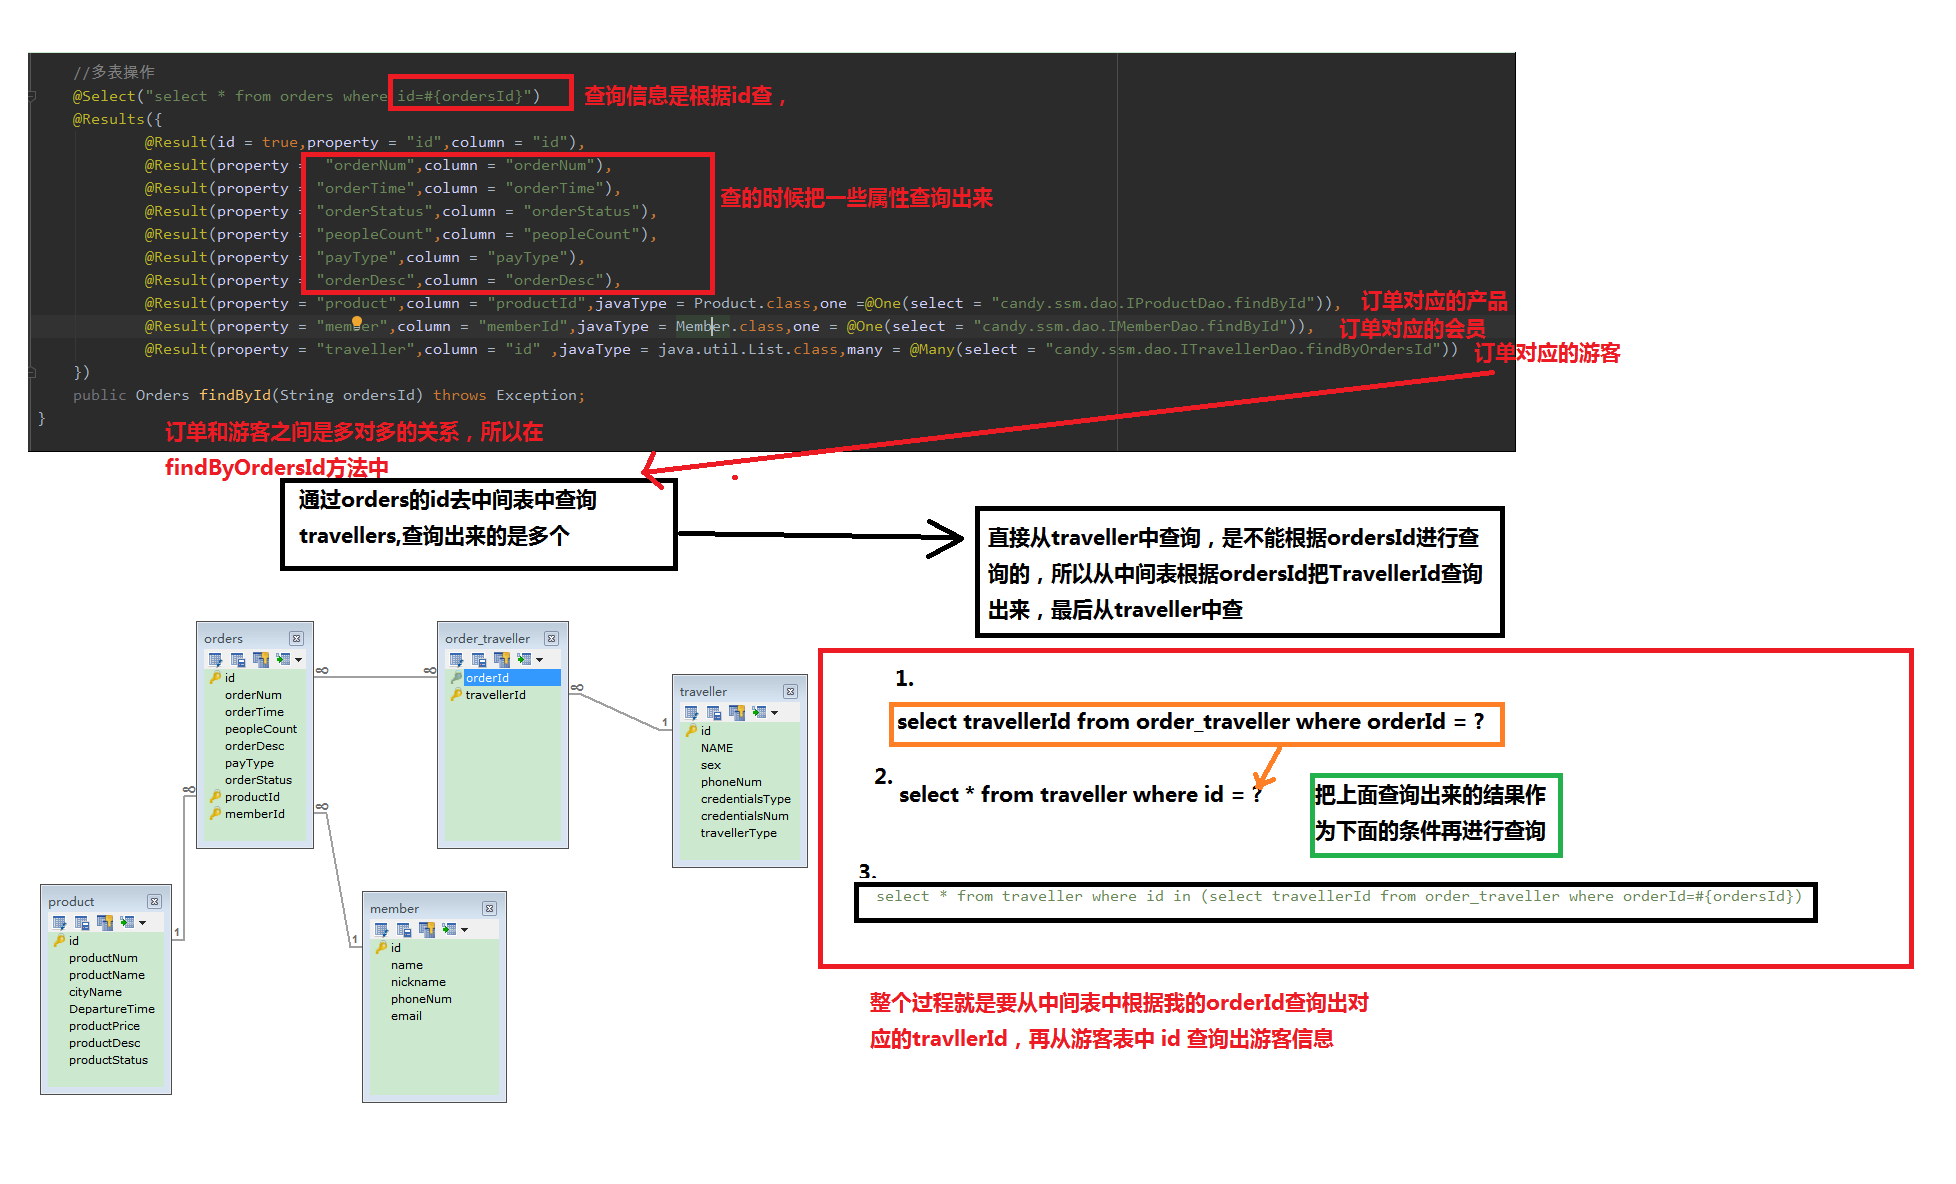 //多表操作
@Select("select * from orders where id=#{ordersId}")
查询信息是根据id查，
@Results({
@Result(id = true,property = "id",column = "id"),
@Result(property = "orderNum",column = "orderNum"),
@Result(property = "orderTime",column = "orderTime"),
查的时候把一些属性查询出来
@Result(property = "orderStatus",column = "orderStatus"),
@Result(property = "peopleCount",column = "peopleCount"),
@Result(property = "payType",column = "payType"),
@Result(property = "orderDesc",column = "orderDesc"),
@Result(property = "product",column = "productId",javaType = Product.class,one =@One(select = "candy.ssm.dao.IProductDao.findById")),
订单对应的产品
@Result(property = "member",column = "memberId",javaType = Member.class,one = @One(select = "candy.ssm.dao.IMemberDao.findById")),
订单对应的会员
@Result(property = "traveller",column = "id" ,javaType = java.util.List.class,many = @Many(select = "candy.ssm.dao.ITravellerDao.findByOrdersId"))
订单对应的游客
})
public Orders findById(String ordersId) throws Exception;
}
订单和游客之间是多对多的关系，所以在
findByOrdersId方法中
通过orders的id去中间表中查询
travellers,查询出来的是多个
直接从traveller中查询，是不能根据ordersId进行查
询的，所以从中间表根据ordersId把TravellerId查询
出来，最后从traveller中查
orders
id
orderNum
orderTime
peopleCount
orderDesc
payType
orderStatus
productId
memberId
order_traveller
orderId
travellerId
traveller
id
NAME
sex
phoneNum
credentialsType
credentialsNum
travellerType
1
product
id
productNum
productName
cityName
DepartureTime
productPrice
productDesc
productStatus
1
member
id
name
nickname
phoneNum
email
1
1.
select travellerId from order_traveller where orderId = ?
2.
select * from traveller where id = ?
把上面查询出来的结果作
为下面的条件再进行查询
3.
select * from traveller where id in (select travellerId from order_traveller where orderId=#{ordersId})
整个过程就是要从中间表中根据我的orderId查询出对
应的travllerId，再从游客表中 id 查询出游客信息